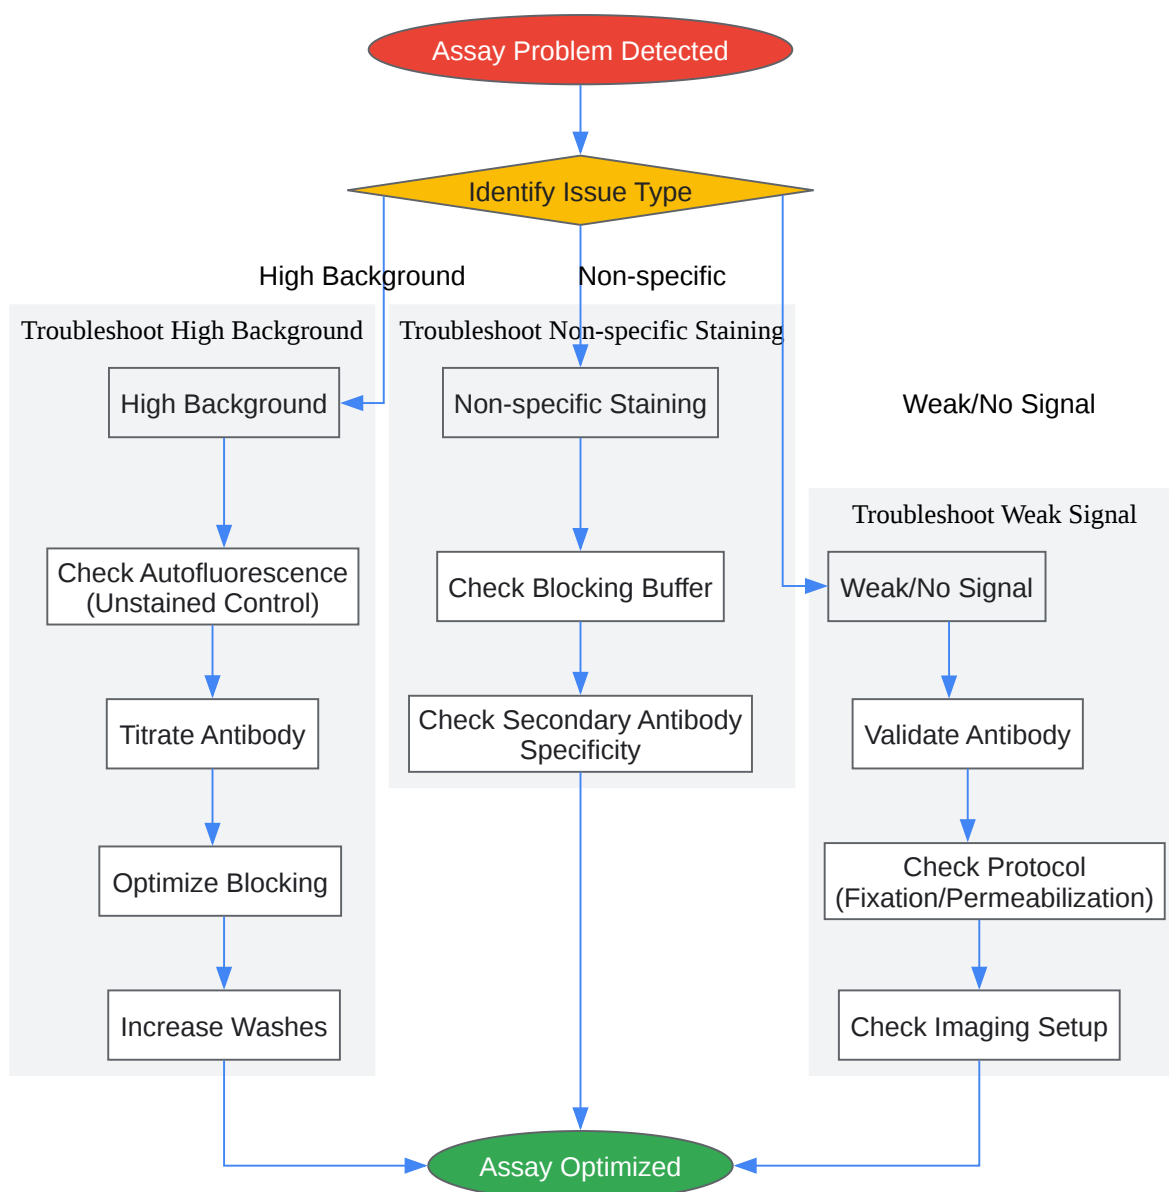 Assay Problem Detected
Identify Issue Type
High Background
Non-specific
Troubleshoot High Background
High Background
Check Autofluorescence
(Unstained Control)
Titrate Antibody
Optimize Blocking
Increase Washes
Troubleshoot Non-specific Staining
Non-specific Staining
Check Blocking Buffer
Check Secondary Antibody
Specificity
Weak/No Signal
Troubleshoot Weak Signal
Weak/No Signal
Validate Antibody
Check Protocol
(Fixation/Permeabilization)
Check Imaging Setup
Assay Optimized